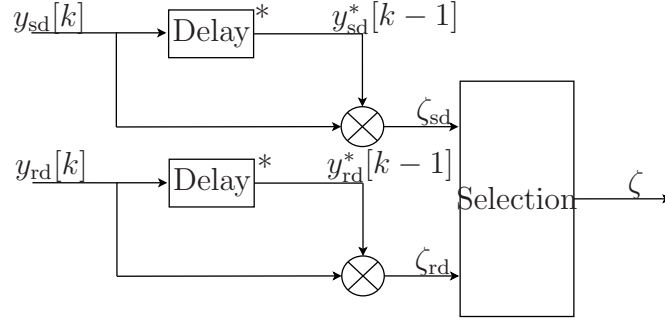 y_sd[k]
Delay
*
y*_sd[k − 1]
ζ_sd
y_rd[k]
Delay
*
y*_rd[k − 1]
Selection
ζ
ζ_rd